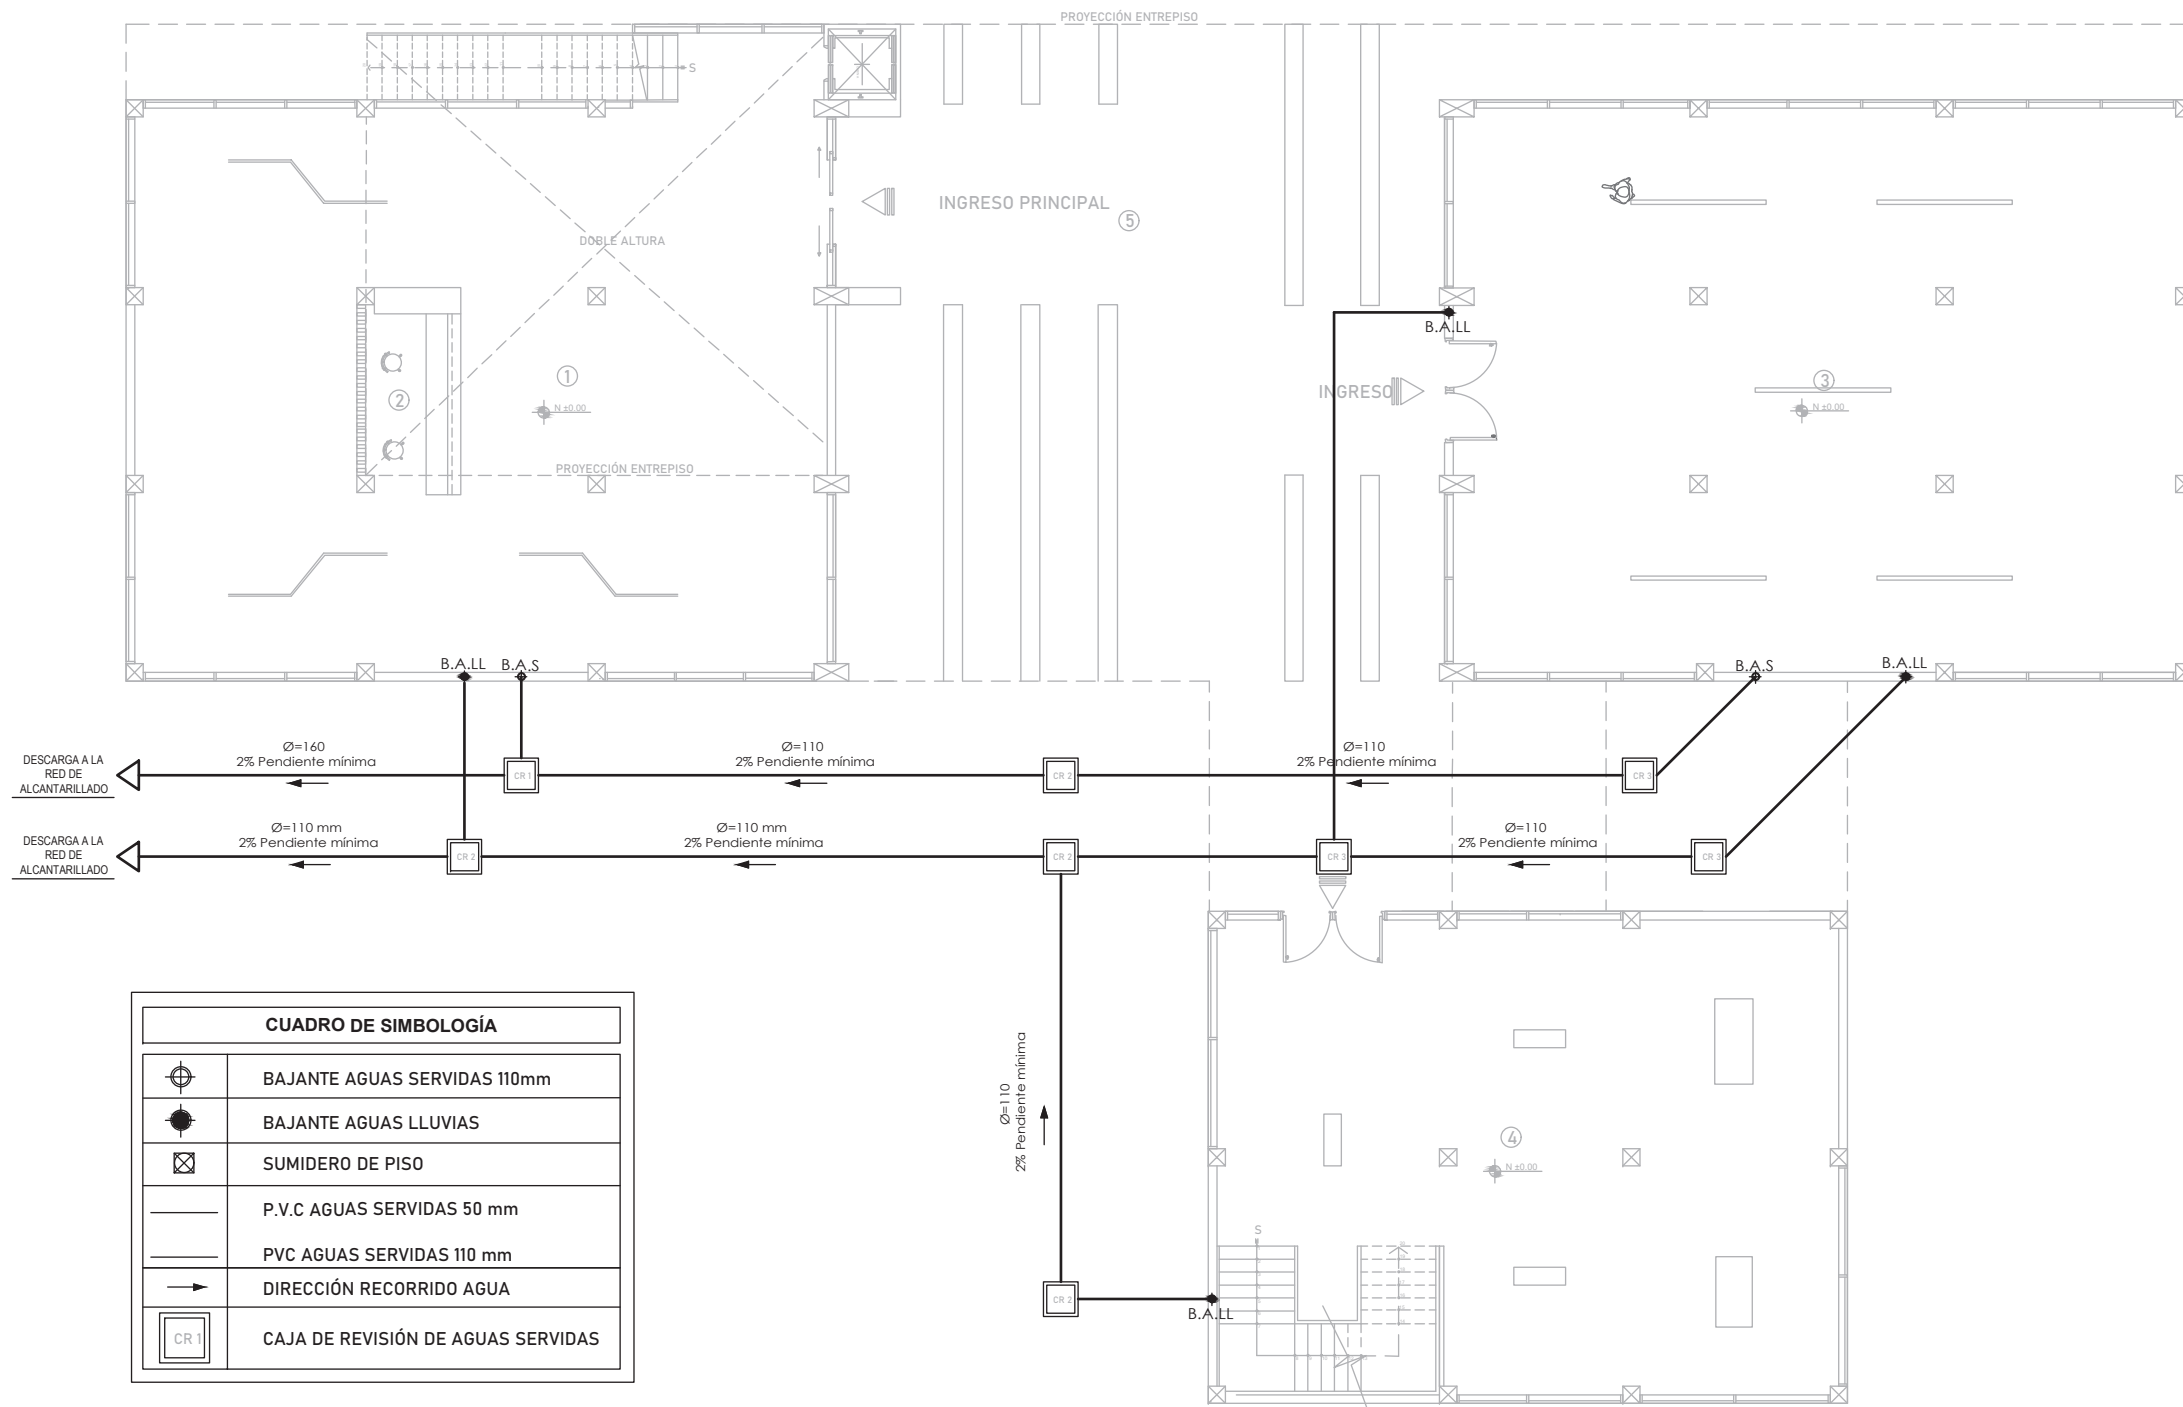 PROYECCIÓN ENTREPISO
S
INGRESO PRINCIPAL
5
DOBLE ALTURA
B.A.LL
1
2
N ±0.00
INGRESO
3
N ±0.00
PROYECCIÓN ENTREPISO
B.A.LL
B.A.S
B.A.S
B.A.LL
DESCARGA A LA
RED DE
ALCANTARILLADO
Ø=160
2% Pendiente mínima
CR 1
Ø=110
2% Pendiente mínima
CR 2
Ø=110
2% Pendiente mínima
CR 3
DESCARGA A LA
RED DE
ALCANTARILLADO
Ø=110 mm
2% Pendiente mínima
CR 2
Ø=110 mm
2% Pendiente mínima
CR 2
CR 3
Ø=110
2% Pendiente mínima
CR 3
Ø=110
2% Pendiente mínima
4
N ±0.00
S
CR 2
B.A.LL
CUADRO DE SIMBOLOGÍA
BAJANTE AGUAS SERVIDAS 110mm
BAJANTE AGUAS LLUVIAS
SUMIDERO DE PISO
P.V.C AGUAS SERVIDAS 50 mm
PVC AGUAS SERVIDAS 110 mm
DIRECCIÓN RECORRIDO AGUA
CR 1
CAJA DE REVISIÓN DE AGUAS SERVIDAS